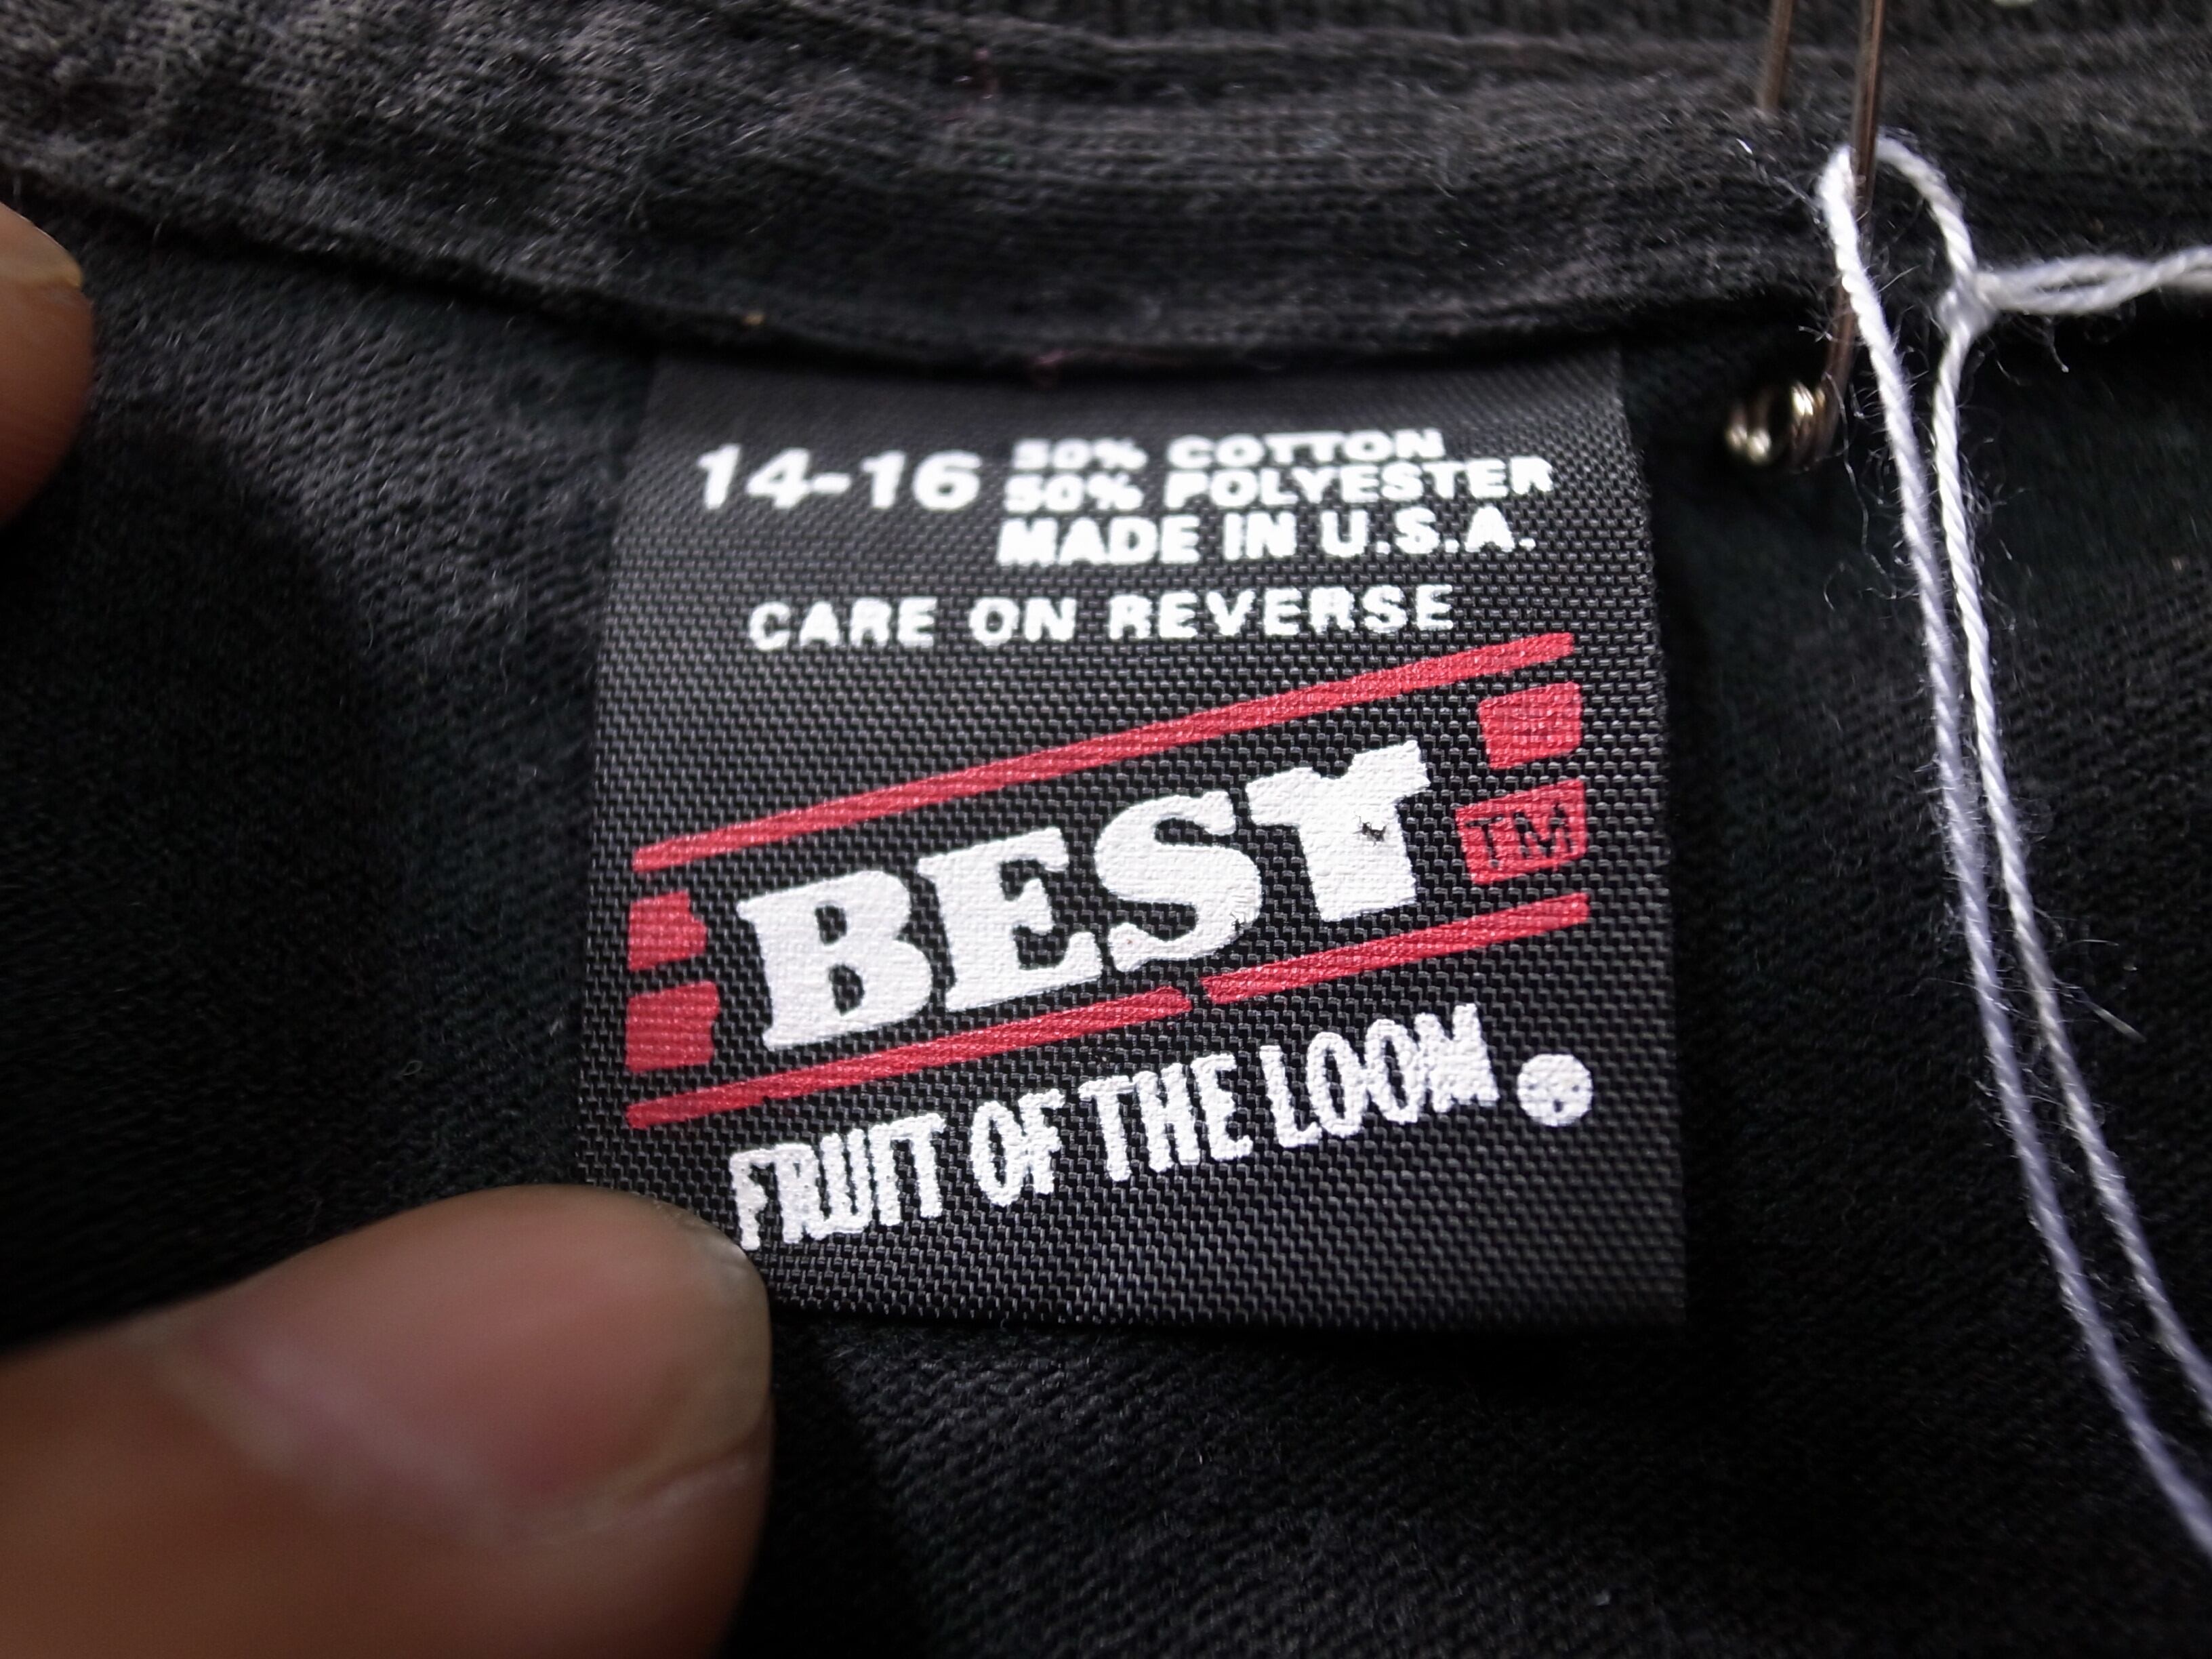 14-16 50% COTTON
50% POLYESTER
MADE IN U.S.A.
CARE ON REVERSE
BEST TM
FRUIT OF THE LOOM